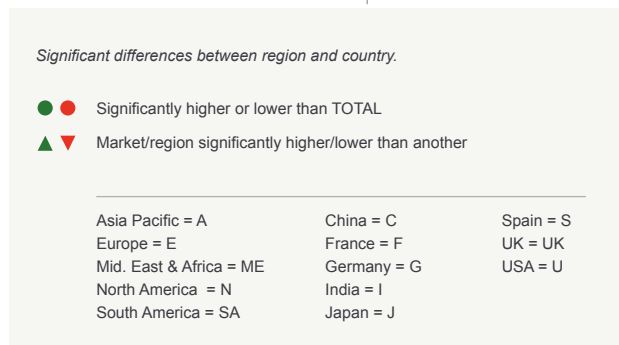 Significant differences between region and country.
Significantly higher or lower than TOTAL
Market/region significantly higher/lower than another
Asia Pacific = A
Europe = E
Mid. East & Africa = ME
North America = N
South America = SA
China = C
France = F
Germany = G
India = I
Japan = J
Spain = S
UK = UK
USA = U